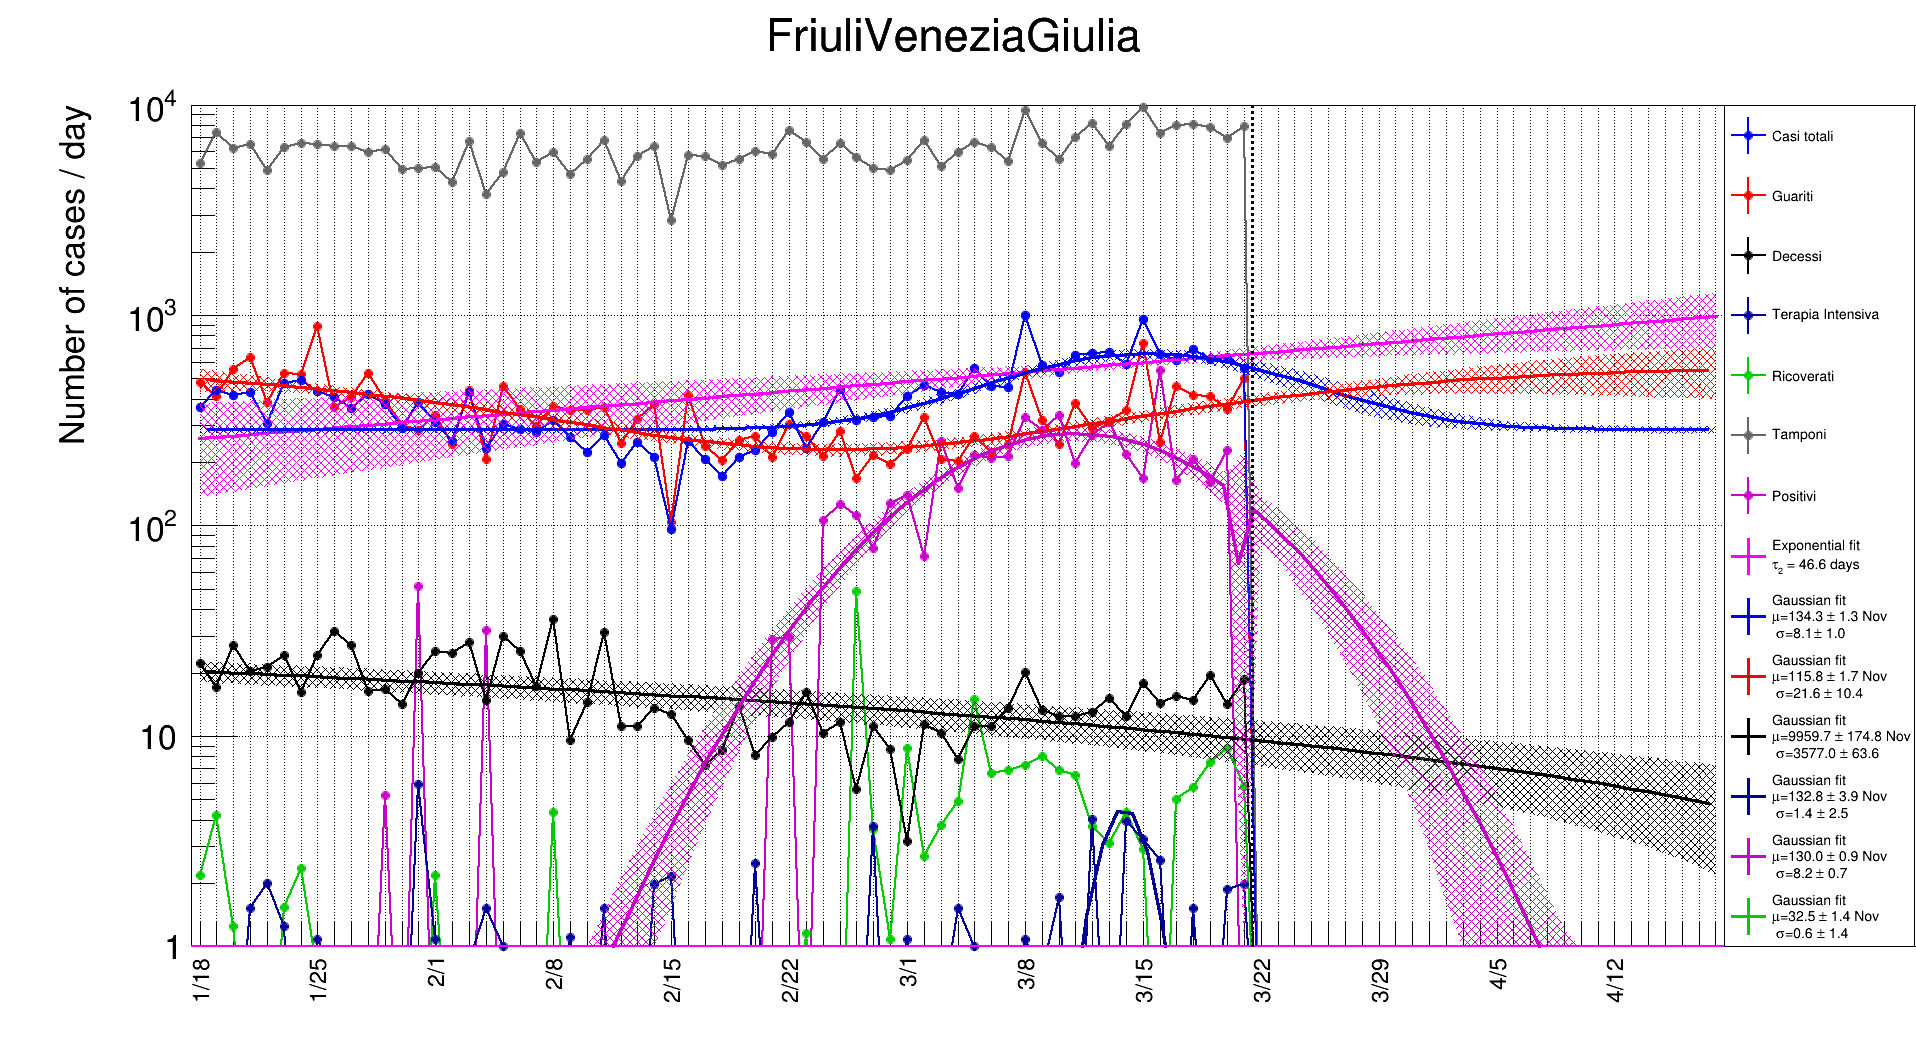 FriuliVeneziaGiulia
Number of cases / day
10^4
10^3
10^2
10
1
1/18
1/25
2/1
2/8
2/15
2/22
3/1
3/8
3/15
3/22
3/29
4/5
4/12
Casi totali
Guariti
Decessi
Terapia Intensiva
Ricoverati
Tamponi
Positivi
Exponential fit
τ₂ = 46.6 days
Gaussian fit
μ=134.3 ± 1.3 Nov
σ=8.1 ± 1.0
Gaussian fit
μ=115.8 ± 1.7 Nov
σ=21.6 ± 10.4
Gaussian fit
μ=9959.7 ± 174.8 Nov
σ=3577.0 ± 63.6
Gaussian fit
μ=132.8 ± 3.9 Nov
σ=1.4 ± 2.5
Gaussian fit
μ=130.0 ± 0.9 Nov
σ=8.2 ± 0.7
Gaussian fit
μ=32.5 ± 1.4 Nov
σ=0.6 ± 1.4